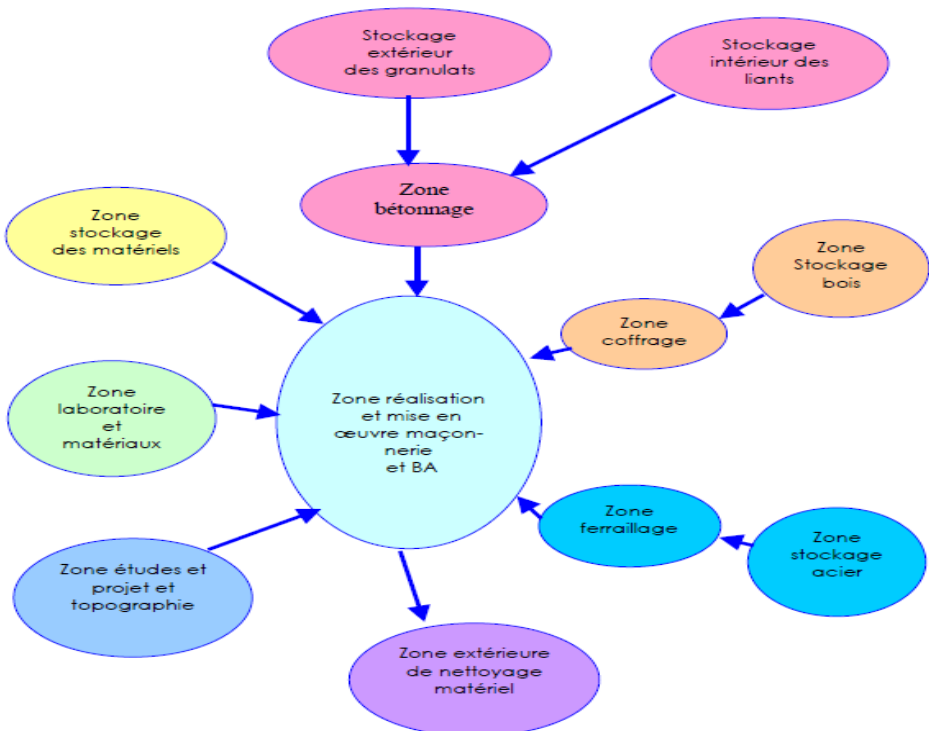 Stockage
extérieur
des granulats
Stockage
intérieur des
liants
Zone
bétonnage
Zone
stockage
des matériels
Zone
Stockage
bois
Zone
coffrage
Zone
laboratoire
et
matériaux
Zone réalisation
et mise en
œuvre maçon-
nerie
et BA
Zone
ferraillage
Zone
stockage
acier
Zone études et
projet et
topographie
Zone extérieure
de nettoyage
matériel